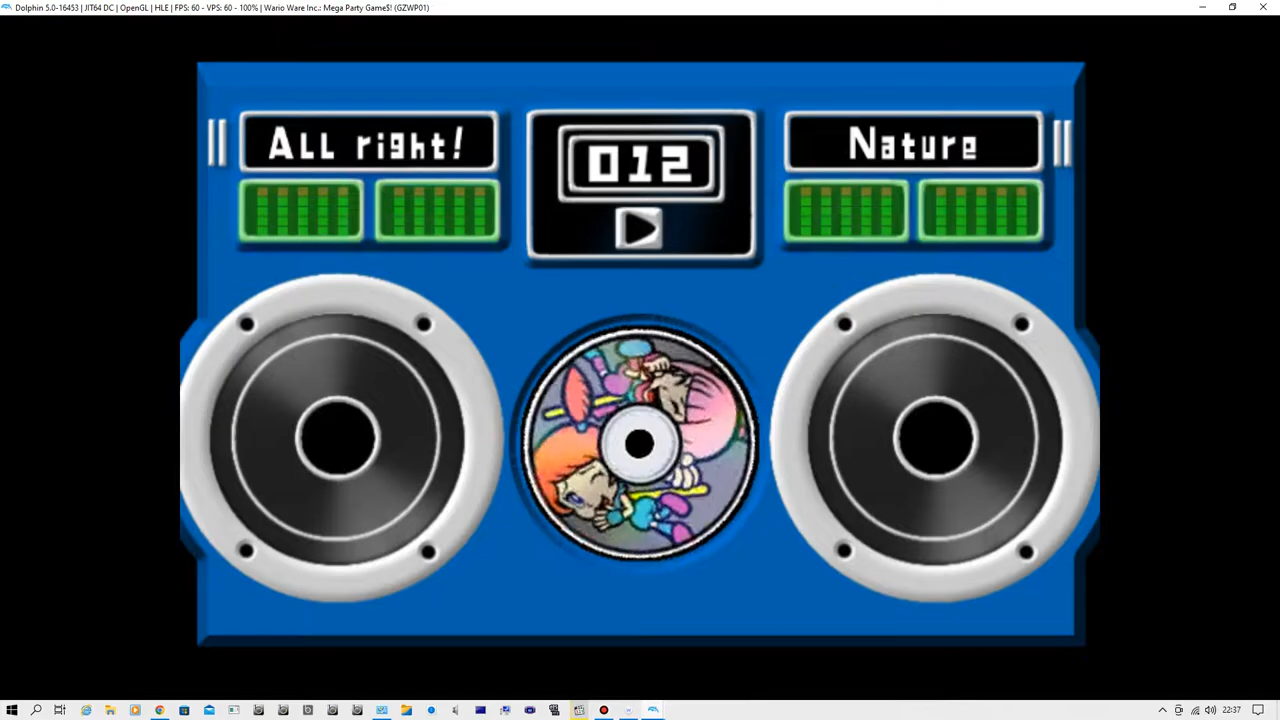 Dolphin 5.0-16453 | JIT64 DC | OpenGL | HLE | FPS: 60 - VPS: 60 - 100% | Wario Ware Inc.: Mega Party Game$! (GZWP01)
ALL right!
012
Nature
22:37